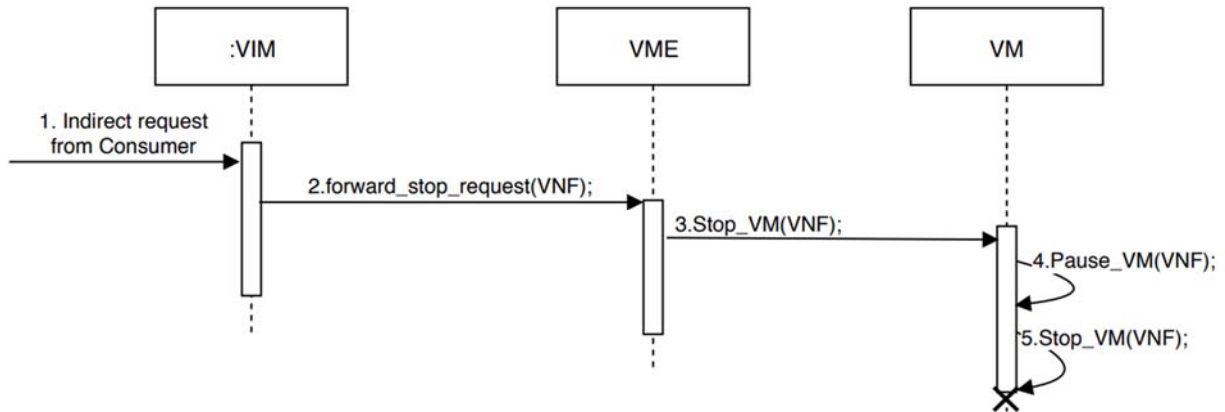 :VIM
VME
VM
1. Indirect request
from Consumer
2.forward_stop_request(VNF);
3.Stop_VM(VNF);
4.Pause_VM(VNF);
5.Stop_VM(VNF);